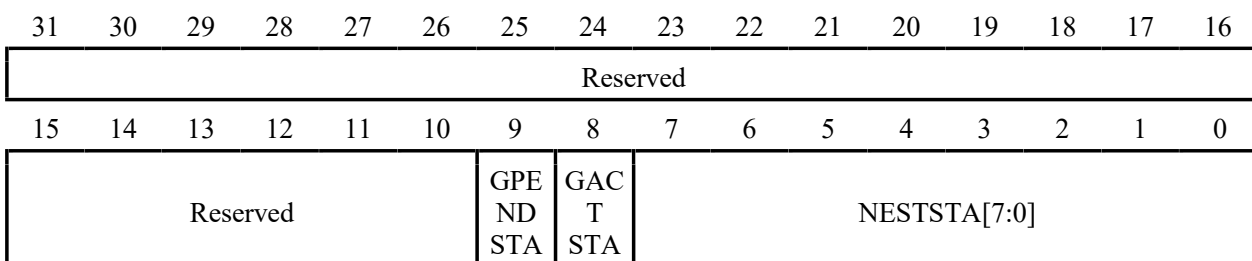 31 30 29 28 27 26 25 24 23 22 21 20 19 18 17 16
Reserved
15 14 13 12 11 10 9 8 7 6 5 4 3 2 1 0
Reserved
GPE
ND
STA
GAC
T
STA
NESTSTA[7:0]